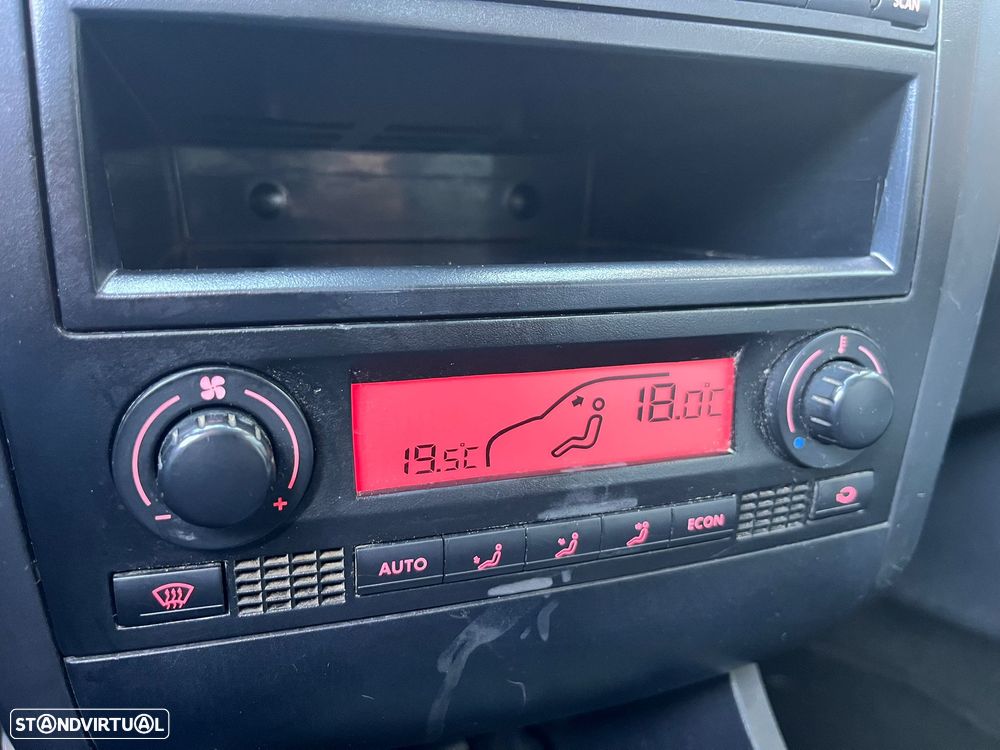 SCAN
18.0°C
19.5°C
- +
AUTO ECON
STANDVIRTUAL